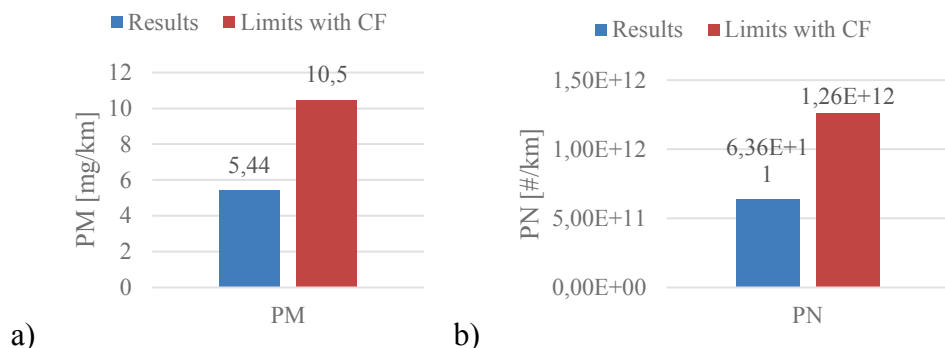 Results Limits with CF
12
10
8
6
4
2
0
PM [mg/km]
5,44
10,5
PM
a)
Results Limits with CF
1,50E+12
1,00E+12
5,00E+11
0,00E+00
PN [#/km]
6,36E+1
1
1,26E+12
PN
b)